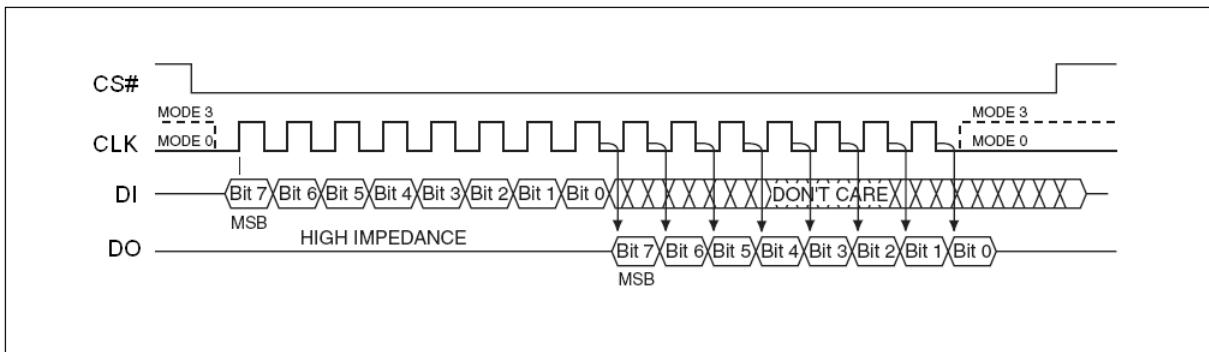 CS#
MODE 3 MODE 3
CLK MODE 0 MODE 0
DI Bit 7 Bit 6 Bit 5 Bit 4 Bit 3 Bit 2 Bit 1 Bit 0 DON'T CARE
MSB
HIGH IMPEDANCE
DO Bit 7 Bit 6 Bit 5 Bit 4 Bit 3 Bit 2 Bit 1 Bit 0
MSB